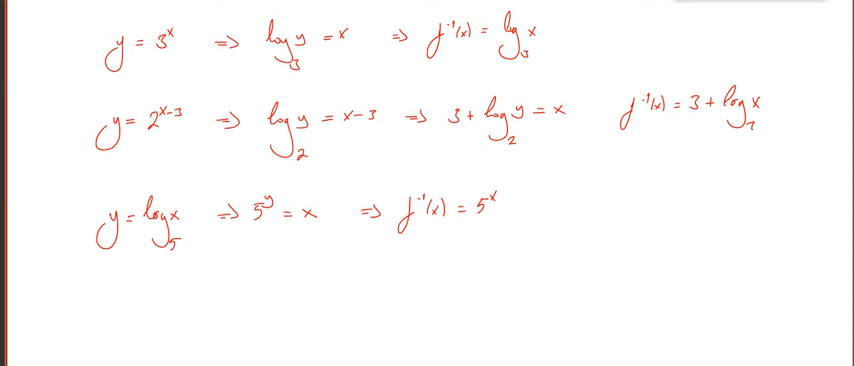 y = 3^x ⇒ log_3 y = x ⇒ f^-1(x) = log_3 x
y = 2^(x-3) ⇒ log_2 y = x - 3 ⇒ 3 + log_2 y = x f^-1(x) = 3 + log_2 x
y = log_5 x ⇒ 5^y = x ⇒ f^-1(x) = 5^x